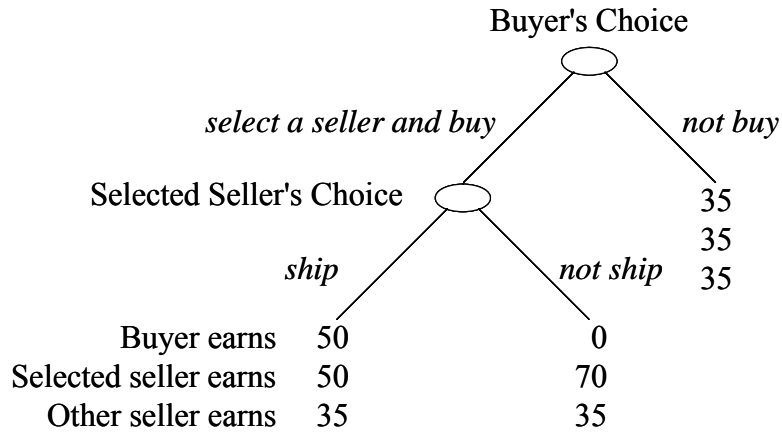 Buyer's Choice
select a seller and buy
not buy
Selected Seller's Choice
35
35
35
ship
not ship
Buyer earns 50 0
Selected seller earns 50 70
Other seller earns 35 35